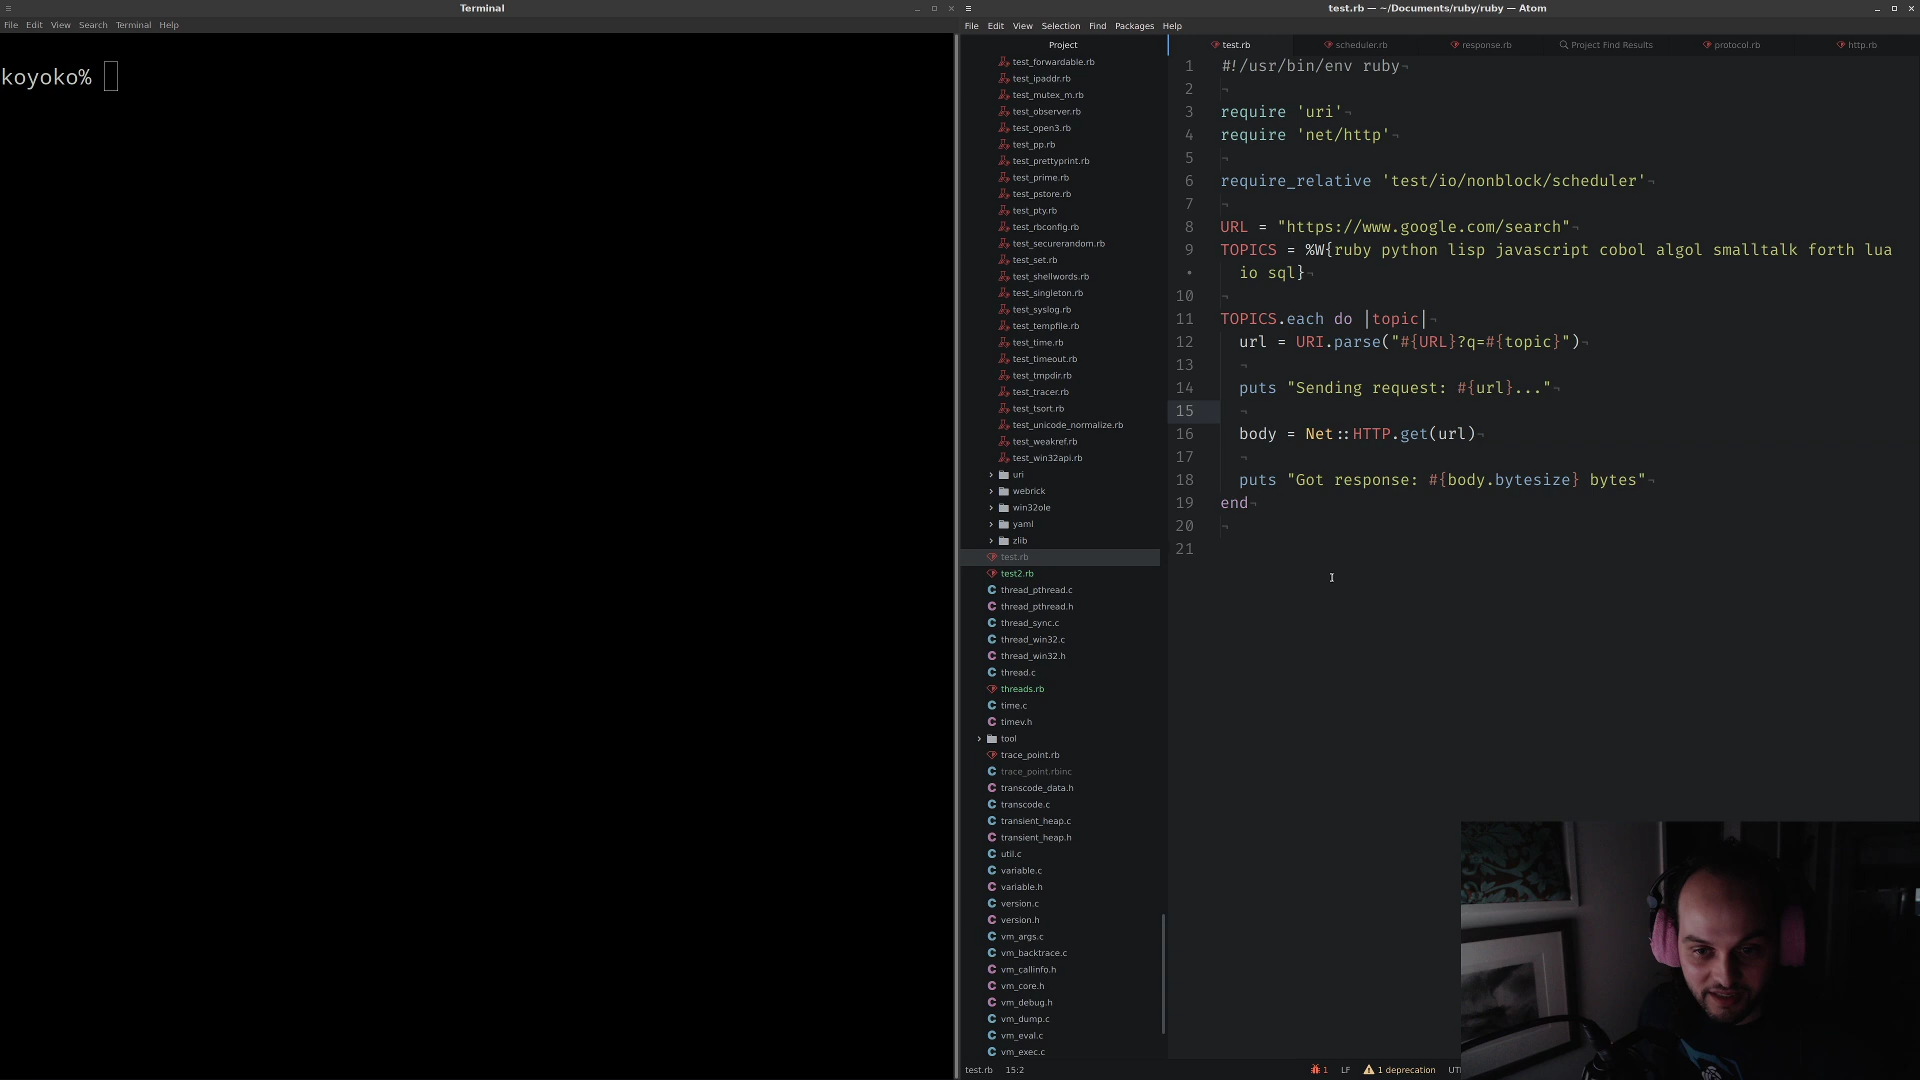 Terminal
File Edit View Search Terminal Help
koyoko%
test.rb — ~/Documents/ruby/ruby — Atom
File Edit View Selection Find Packages Help
Project
test_forwardable.rb
test_ipaddr.rb
test_mutex_m.rb
test_observer.rb
test_open3.rb
test_pp.rb
test_prettyprint.rb
test_prime.rb
test_pstore.rb
test_pty.rb
test_rbconfig.rb
test_securerandom.rb
test_set.rb
test_shellwords.rb
test_singleton.rb
test_syslog.rb
test_tempfile.rb
test_time.rb
test_timeout.rb
test_tmpdir.rb
test_tracer.rb
test_tsort.rb
test_unicode_normalize.rb
test_weakref.rb
test_win32api.rb
uri
webrick
win32ole
yaml
zlib
test.rb
test2.rb
thread_pthread.c
thread_pthread.h
thread_sync.c
thread_win32.c
thread_win32.h
thread.c
threads.rb
time.c
timev.h
tool
trace_point.rb
trace_point.rbinc
transcode_data.h
transcode.c
transient_heap.c
transient_heap.h
util.c
variable.c
variable.h
version.c
version.h
vm_args.c
vm_backtrace.c
vm_callinfo.h
vm_core.h
vm_debug.h
vm_dump.c
vm_eval.c
vm_exec.c
test.rb scheduler.rb response.rb Project Find Results protocol.rb http.rb
1 #!/usr/bin/env ruby
2
3 require 'uri'
4 require 'net/http'
5
6 require_relative 'test/io/nonblock/scheduler'
7
8 URL = "https://www.google.com/search"
9 TOPICS = %W{ruby python lisp javascript cobol algol smalltalk forth lua
• io sql}
10
11 TOPICS.each do |topic|
12 url = URI.parse("#{URL}?q=#{topic}")
13
14 puts "Sending request: #{url}..."
15
16 body = Net::HTTP.get(url)
17
18 puts "Got response: #{body.bytesize} bytes"
19 end
20
21
test.rb 15:2 1 LF 1 deprecation UT